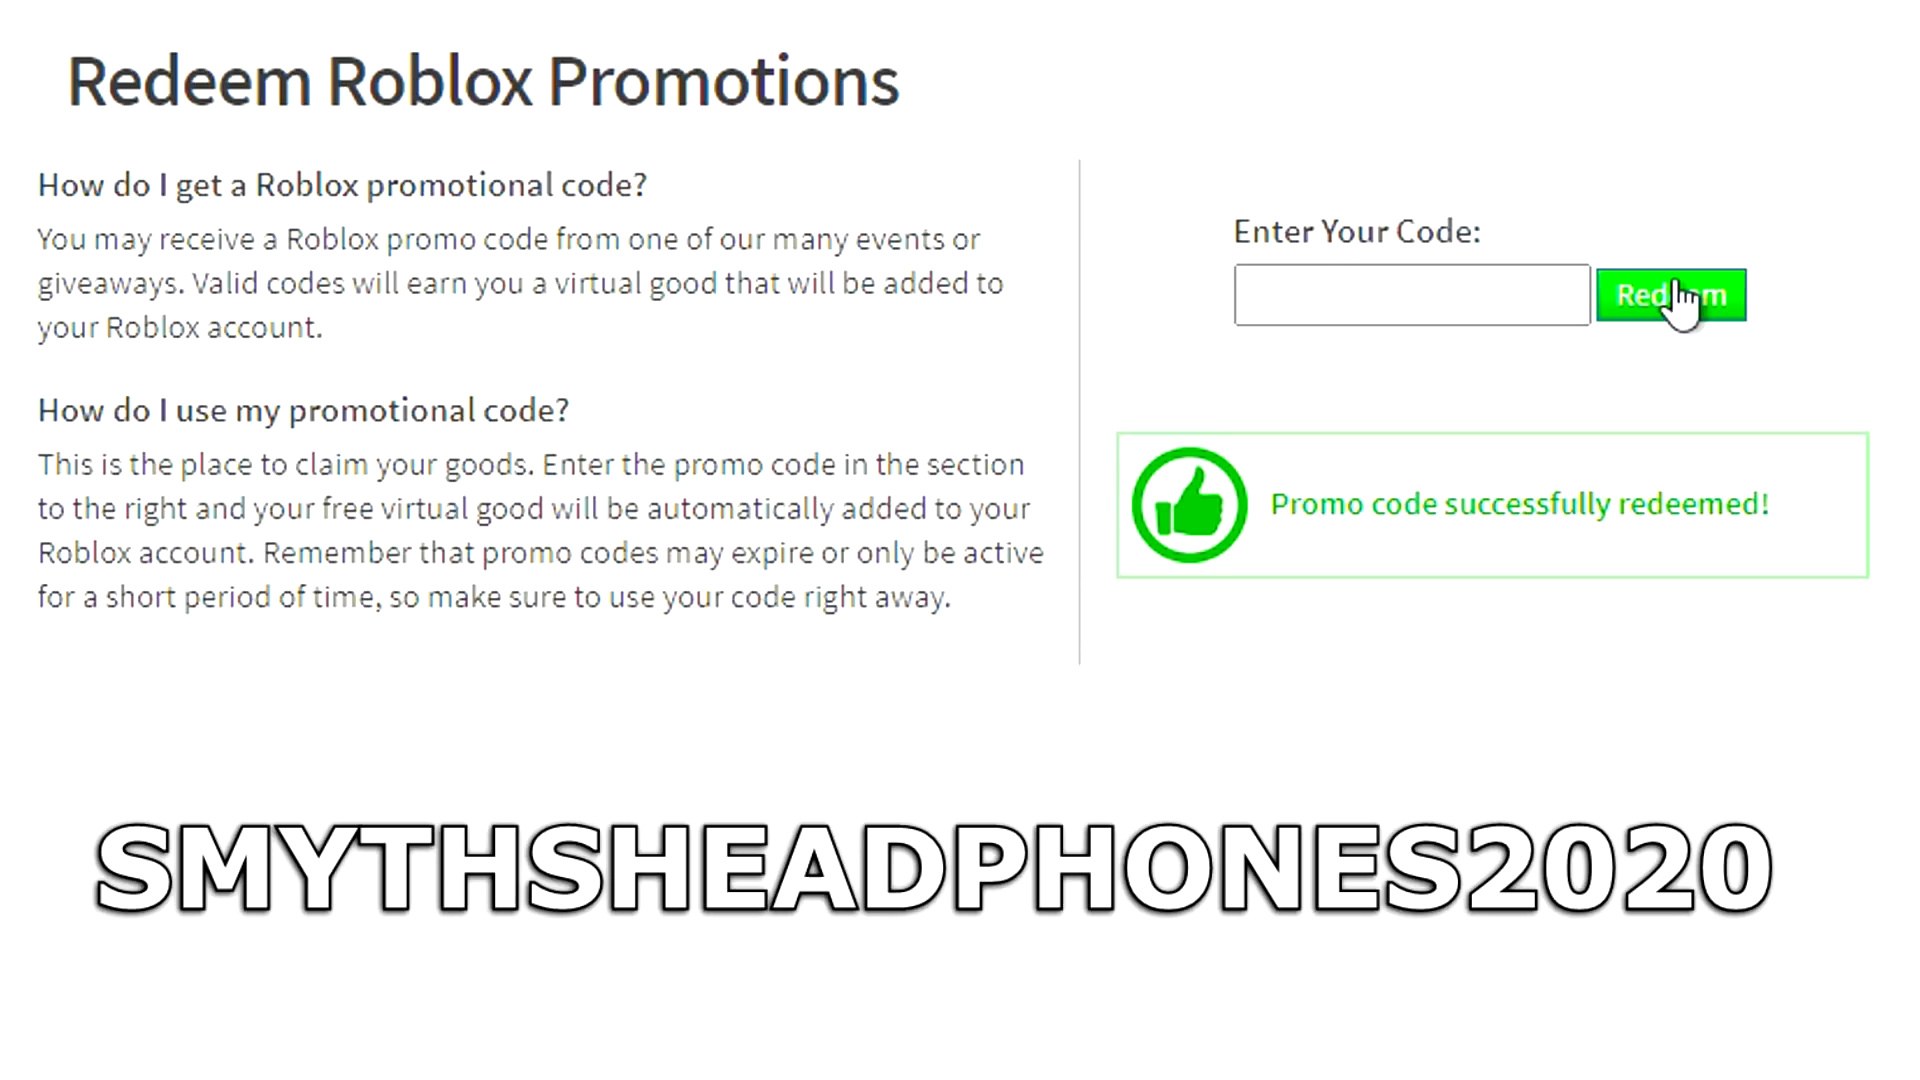 Redeem Roblox Promotions
How do I get a Roblox promotional code?
You may receive a Roblox promo code from one of our many events or
giveaways. Valid codes will earn you a virtual good that will be added to
your Roblox account.
How do I use my promotional code?
This is the place to claim your goods. Enter the promo code in the section
to the right and your free virtual good will be automatically added to your
Roblox account. Remember that promo codes may expire or only be active
for a short period of time, so make sure to use your code right away.
Enter Your Code:
Redeem
Promo code successfully redeemed!
SMYTHSHEADPHONES2020